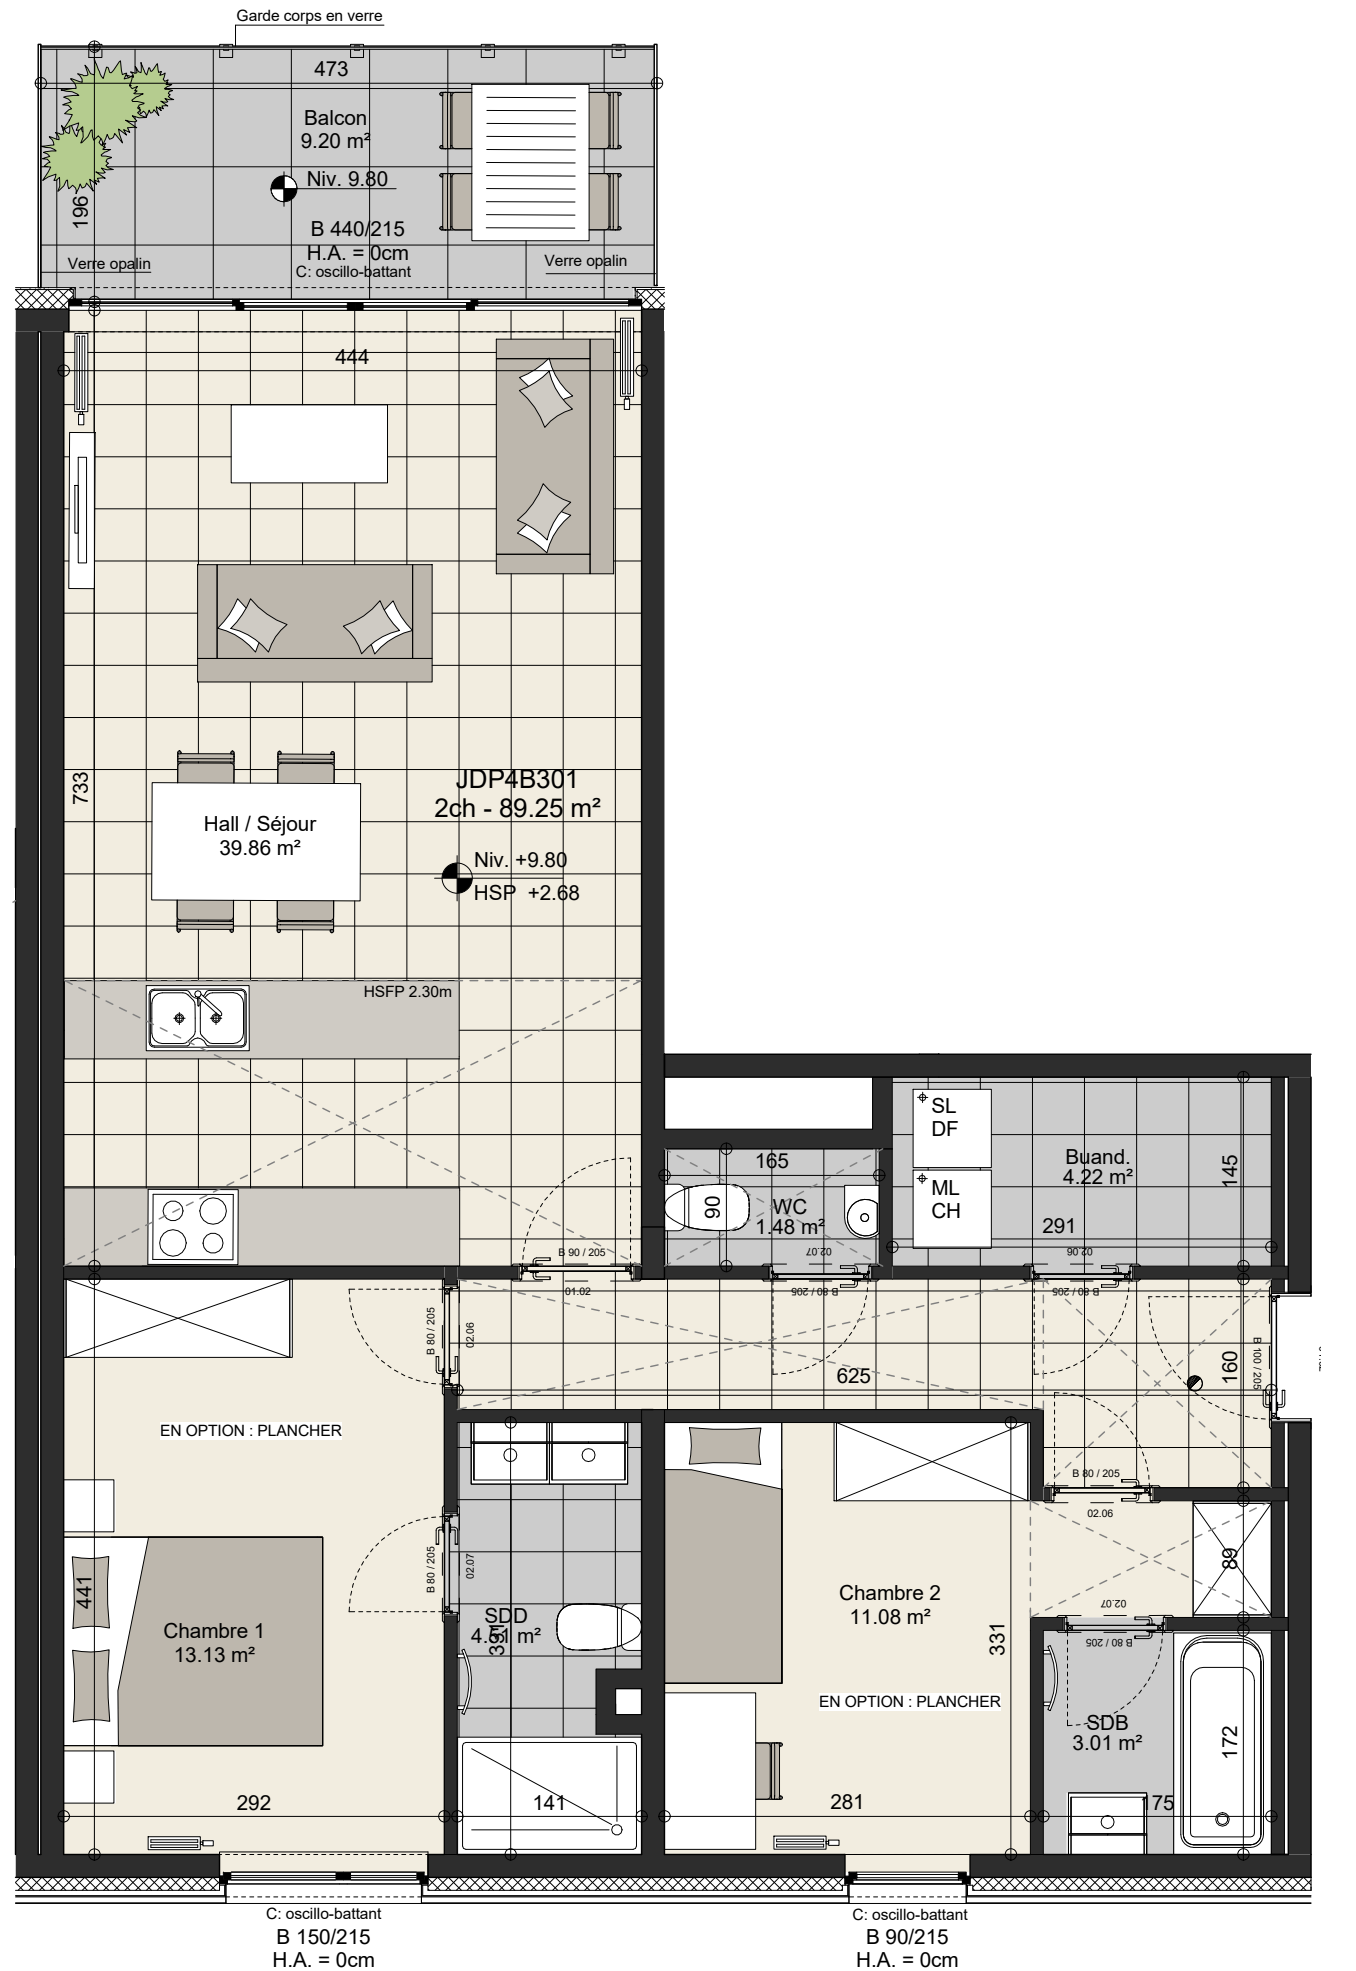 Garde corps en verre
473
Balcon
9.20 m²
Niv. 9.80
196
B 440/215
H.A. = 0cm
C: oscillo-battant
Verre opalin
Verre opalin
444
733
JDP4B301
2ch - 89.25 m²
Hall / Séjour
39.86 m²
Niv. +9.80
HSP +2.68
HSFP 2.30m
SL
DF
ML
CH
Buand.
4.22 m²
145
291
165
90
WC
1.48 m²
B 90 / 205
01.02
02.07
B 80 / 205
02.06
B 80 / 205
B 80 / 205
02.06
625
160
B 100 / 205
EN OPTION : PLANCHER
B 80 / 205
02.06
89
B 80 / 205
02.07
441
Chambre 1
13.13 m²
SDD
4.51 m²
331
Chambre 2
11.08 m²
331
02.07
B 80 / 205
EN OPTION : PLANCHER
SDB
3.01 m²
172
292
141
281
175
C: oscillo-battant
B 150/215
H.A. = 0cm
C: oscillo-battant
B 90/215
H.A. = 0cm